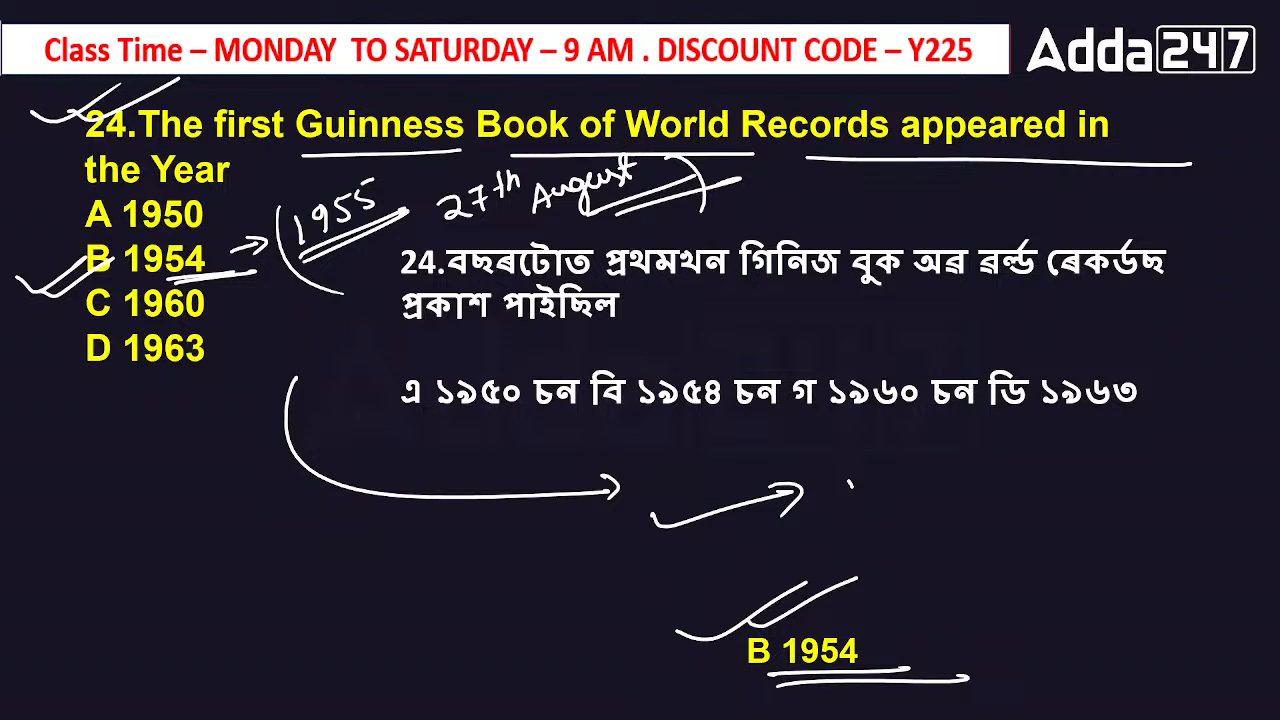 Class Time – MONDAY TO SATURDAY – 9 AM . DISCOUNT CODE – Y225
Adda247
24.The first Guinness Book of World Records appeared in
the Year
1955 27th August
A 1950
B 1954
C 1960
D 1963
24.বছৰটোত প্ৰথমখন গিনিজ বুক অৱ ৱৰ্ল্ড ৰেকৰ্ডছ
প্ৰকাশ পাইছিল
এ ১৯৫০ চন বি ১৯৫৪ চন গ ১৯৬০ চন ডি ১৯৬৩
B 1954